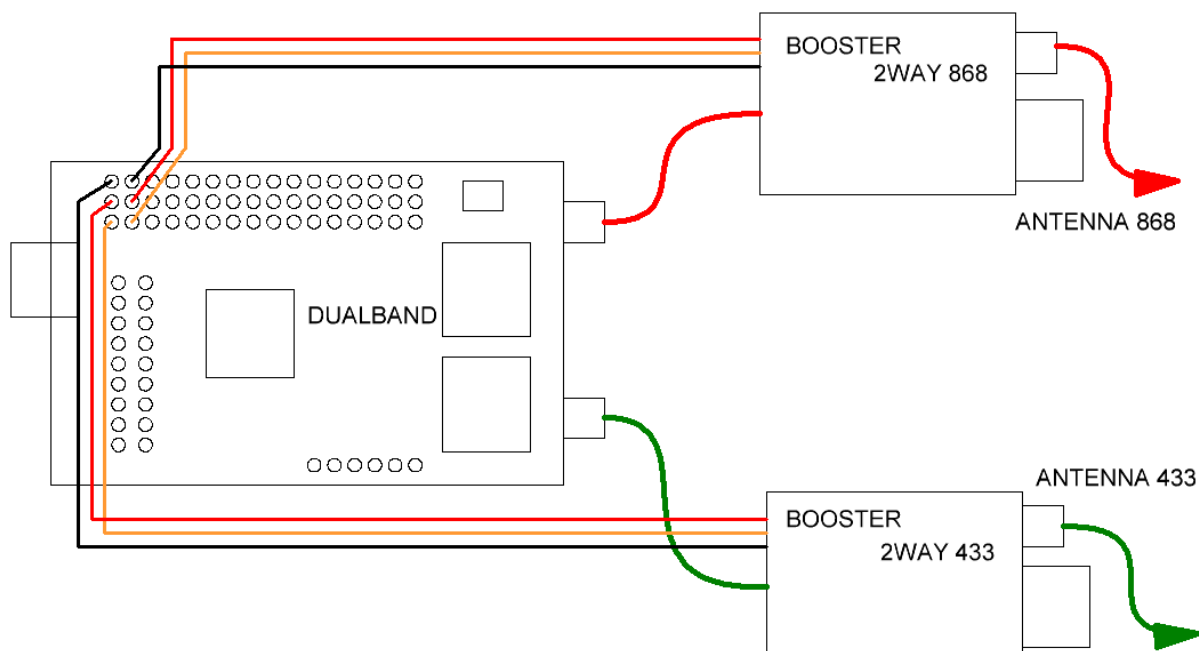 BOOSTER
2WAY 868
ANTENNA 868
DUALBAND
ANTENNA 433
BOOSTER
2WAY 433